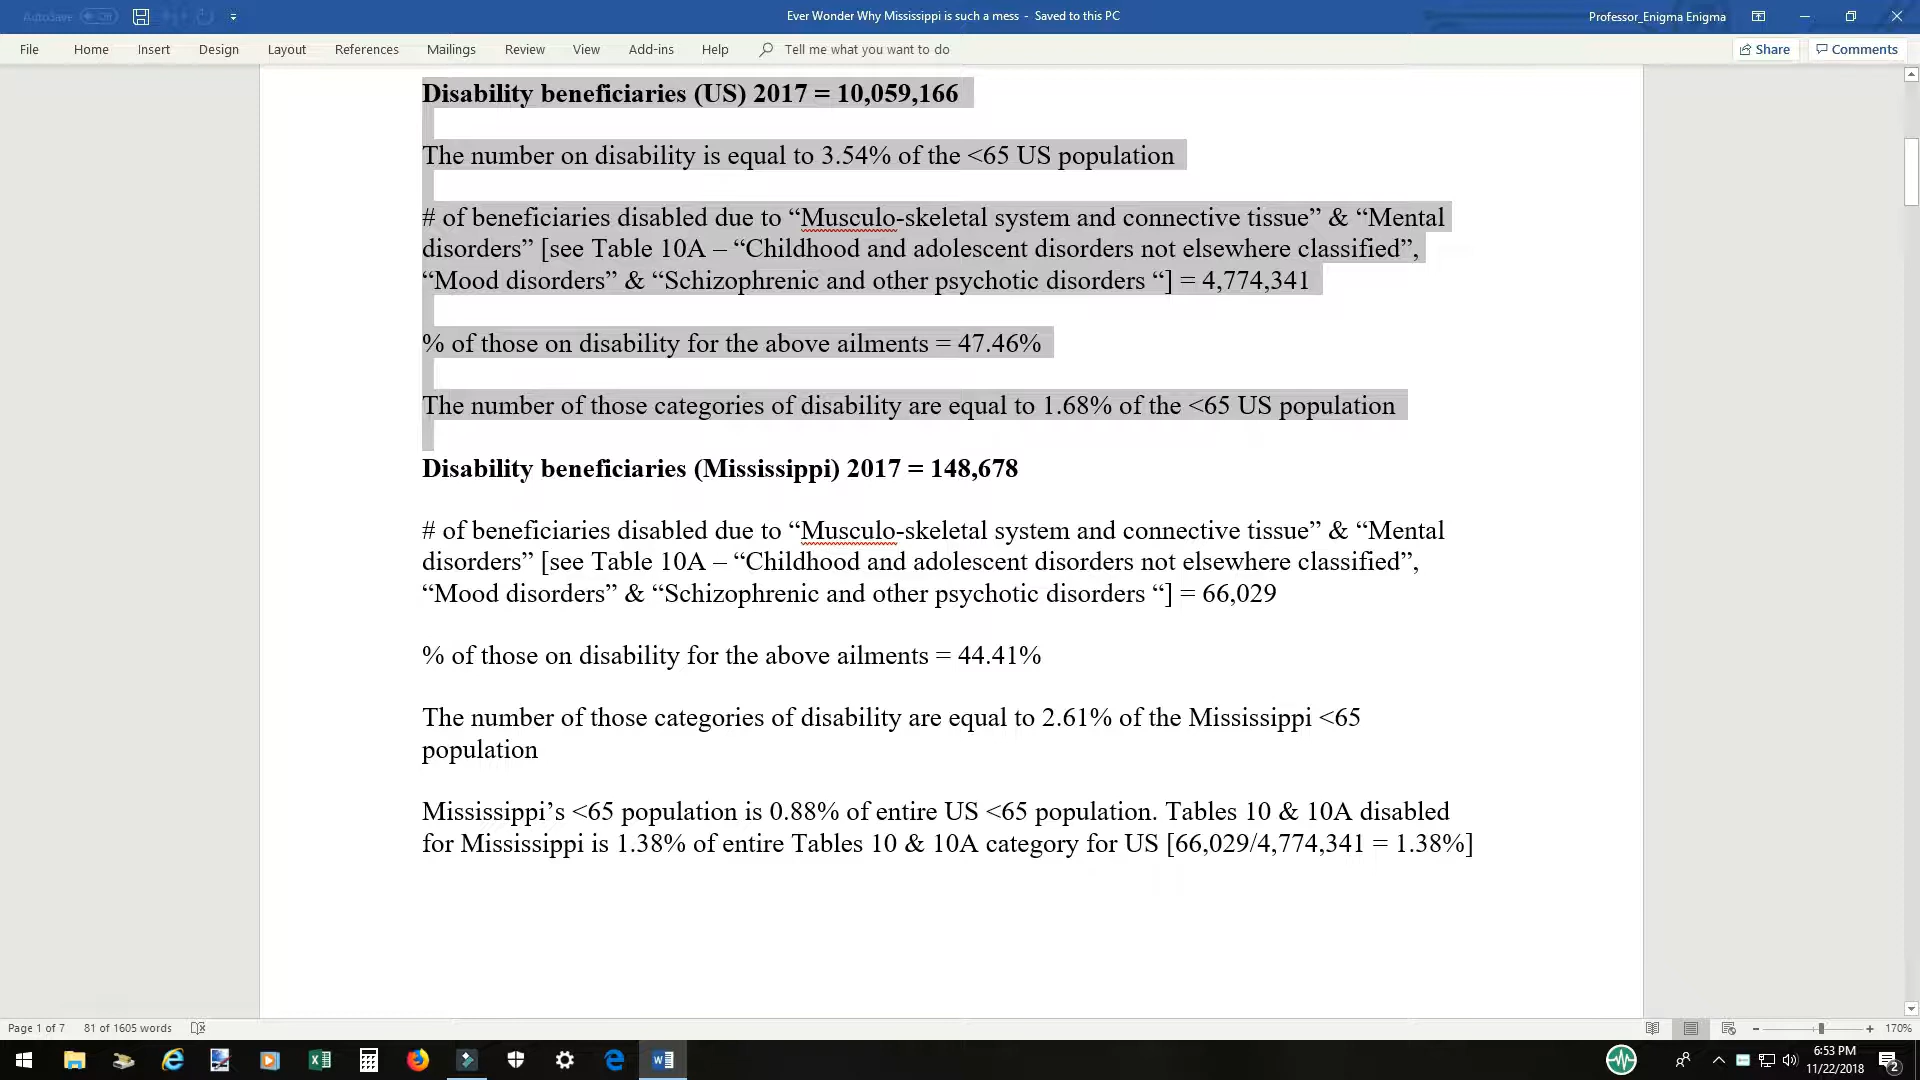 AutoSave Off
Ever Wonder Why Mississippi is such a mess - Saved to this PC
Professor_Enigma Enigma
File Home Insert Design Layout References Mailings Review View Add-ins Help Tell me what you want to do Share Comments
Disability beneficiaries (US) 2017 = 10,059,166
The number on disability is equal to 3.54% of the <65 US population
# of beneficiaries disabled due to “Musculo-skeletal system and connective tissue” & “Mental
disorders” [see Table 10A – “Childhood and adolescent disorders not elsewhere classified”,
“Mood disorders” & “Schizophrenic and other psychotic disorders “] = 4,774,341
% of those on disability for the above ailments = 47.46%
The number of those categories of disability are equal to 1.68% of the <65 US population
Disability beneficiaries (Mississippi) 2017 = 148,678
# of beneficiaries disabled due to “Musculo-skeletal system and connective tissue” & “Mental
disorders” [see Table 10A – “Childhood and adolescent disorders not elsewhere classified”,
“Mood disorders” & “Schizophrenic and other psychotic disorders “] = 66,029
% of those on disability for the above ailments = 44.41%
The number of those categories of disability are equal to 2.61% of the Mississippi <65
population
Mississippi’s <65 population is 0.88% of entire US <65 population. Tables 10 & 10A disabled
for Mississippi is 1.38% of entire Tables 10 & 10A category for US [66,029/4,774,341 = 1.38%]
Page 1 of 7 81 of 1605 words 170%
6:53 PM
11/22/2018
2